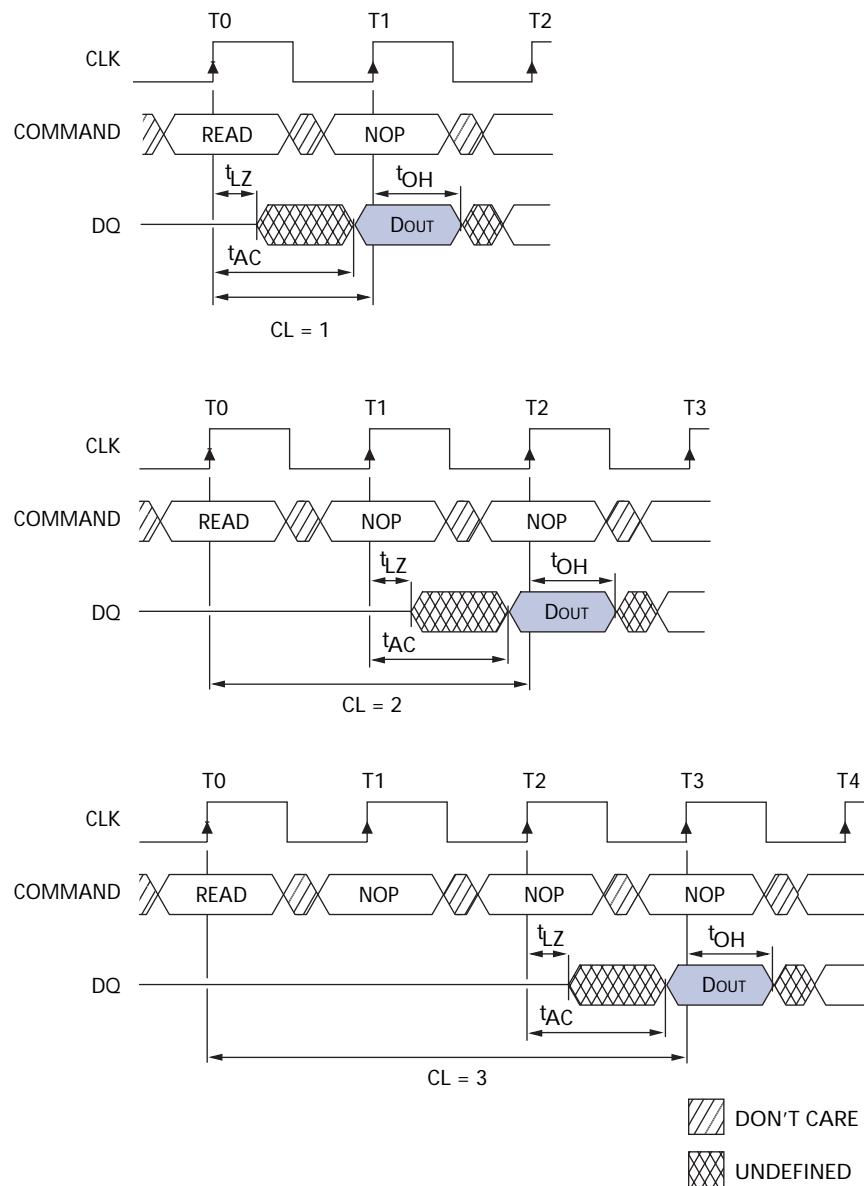 T0 T1 T2
CLK
COMMAND READ NOP
tLZ tOH
DQ DOUT
tAC
CL = 1
T0 T1 T2 T3
CLK
COMMAND READ NOP NOP
tLZ tOH
DQ DOUT
tAC
CL = 2
T0 T1 T2 T3 T4
CLK
COMMAND READ NOP NOP NOP
tLZ tOH
DQ DOUT
tAC
CL = 3
DON'T CARE
UNDEFINED